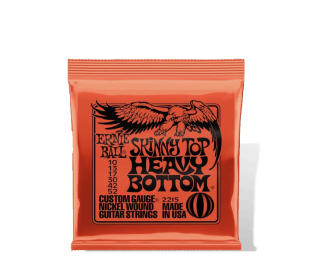 ERNIE BALL
SKINNY TOP
HEAVY
BOTTOM
10
13
17
30
42
52
CUSTOM GAUGE
NICKEL WOUND
GUITAR STRINGS
2215
MADE
IN USA